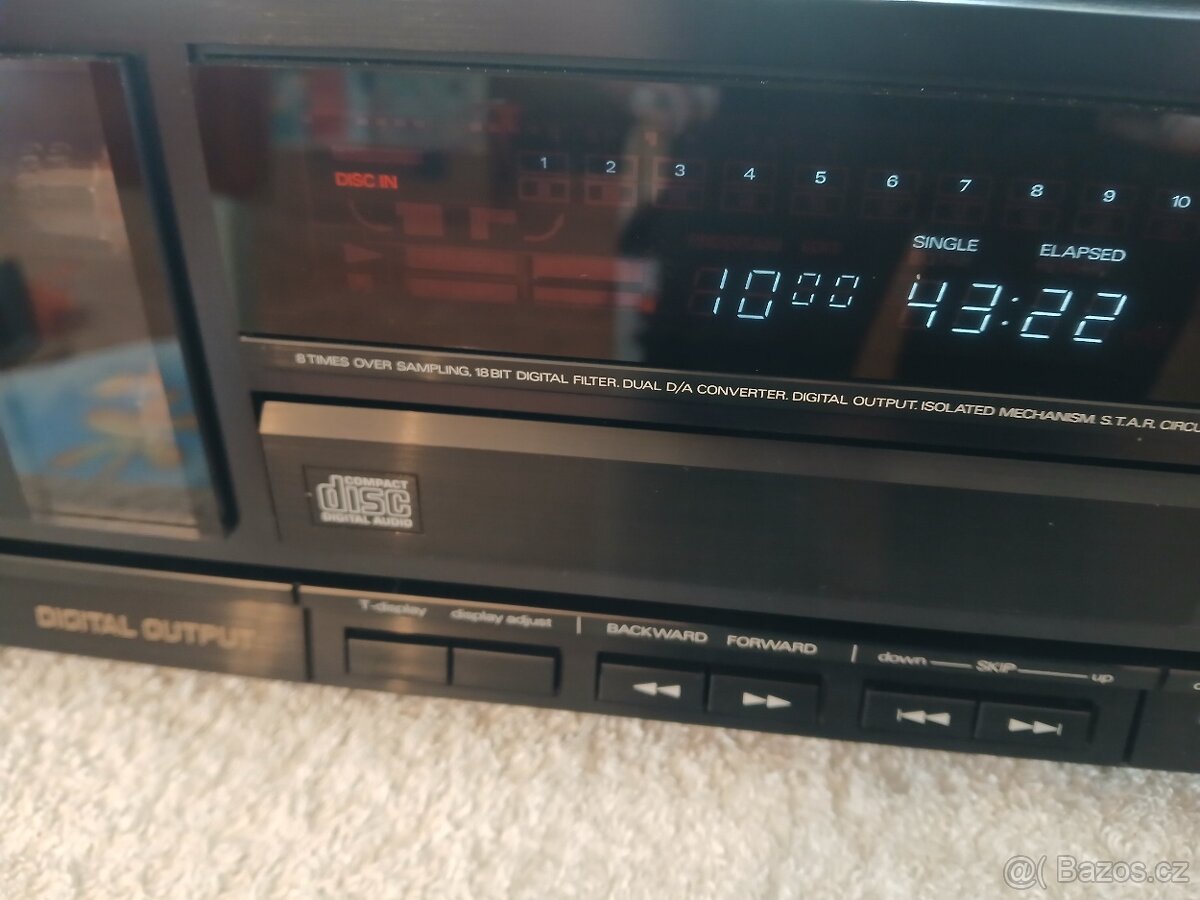 1 2 3 4 5 6 7 8 9 10
DISC IN
SINGLE ELAPSED
10 00 43:22
8 TIMES OVER SAMPLING. 18 BIT DIGITAL FILTER. DUAL D/A CONVERTER. DIGITAL OUTPUT. ISOLATED MECHANISM. S.T.A.R. CIRCU
COMPACT
disc
DIGITAL AUDIO
DIGITAL OUTPUT
T-display display adjust | BACKWARD FORWARD | down SKIP up
@( Bazos.cz